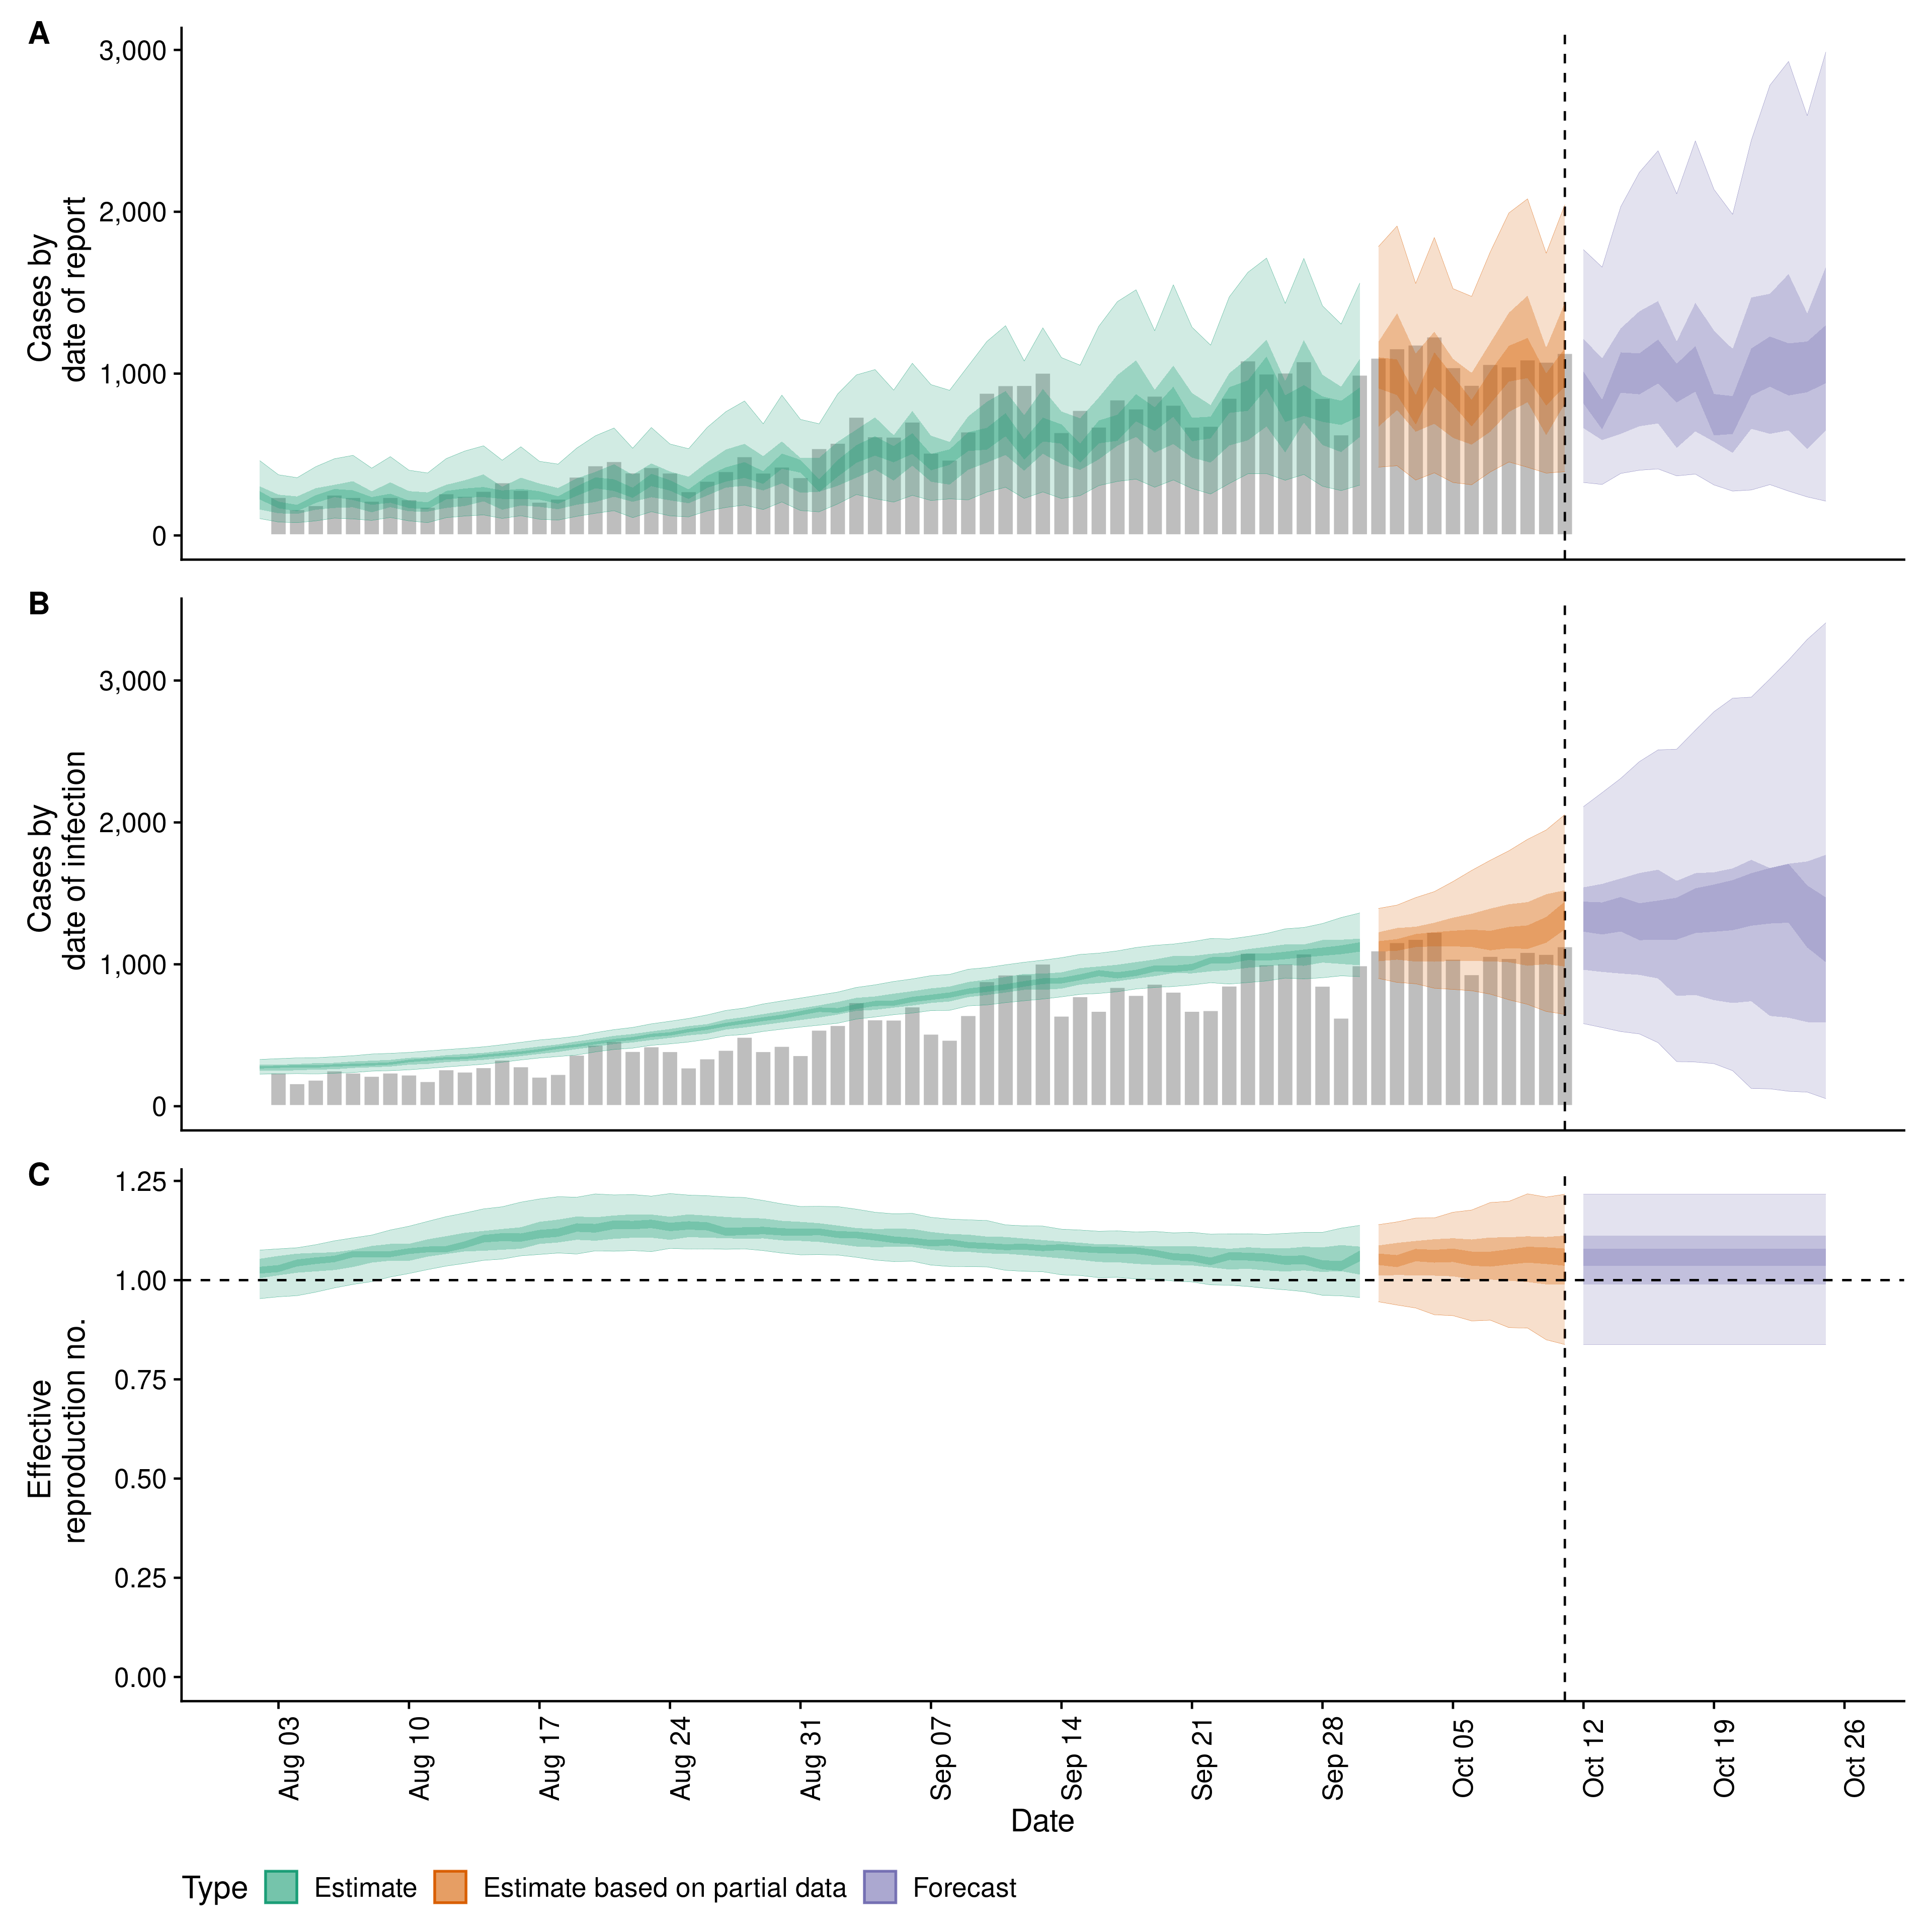 A
3,000
2,000
1,000
0
Cases by
date of report
B
3,000
2,000
1,000
0
Cases by
date of infection
C
1.25
1.00
0.75
0.50
0.25
0.00
Effective
reproduction no.
Aug 03
Aug 10
Aug 17
Aug 24
Aug 31
Sep 07
Sep 14
Sep 21
Sep 28
Oct 05
Oct 12
Oct 19
Oct 26
Date
Type Estimate Estimate based on partial data Forecast